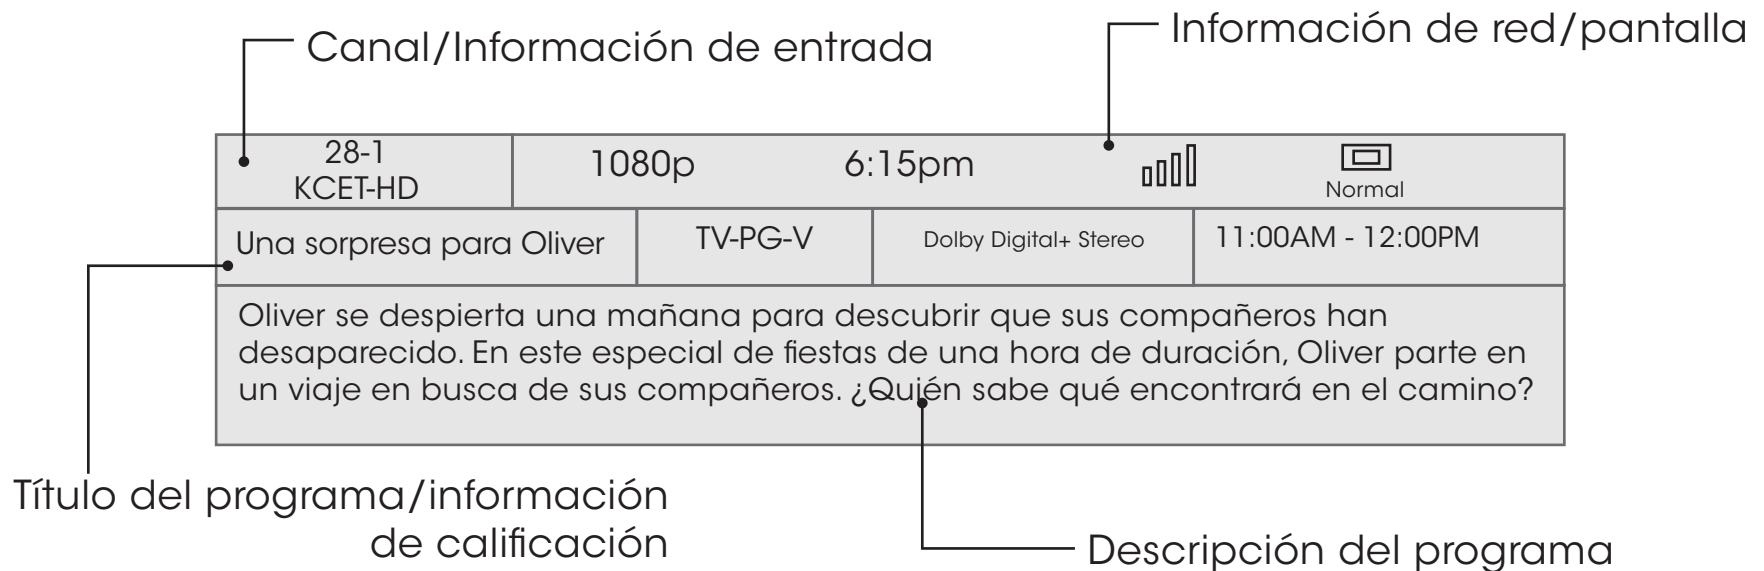 Canal/Información de entrada
Información de red/pantalla
28-1
KCET-HD
1080p
6:15pm
Normal
Una sorpresa para Oliver
TV-PG-V
Dolby Digital+ Stereo
11:00AM - 12:00PM
Oliver se despierta una mañana para descubrir que sus compañeros han
desaparecido. En este especial de fiestas de una hora de duración, Oliver parte en
un viaje en busca de sus compañeros. ¿Quién sabe qué encontrará en el camino?
Título del programa/información
de calificación
Descripción del programa